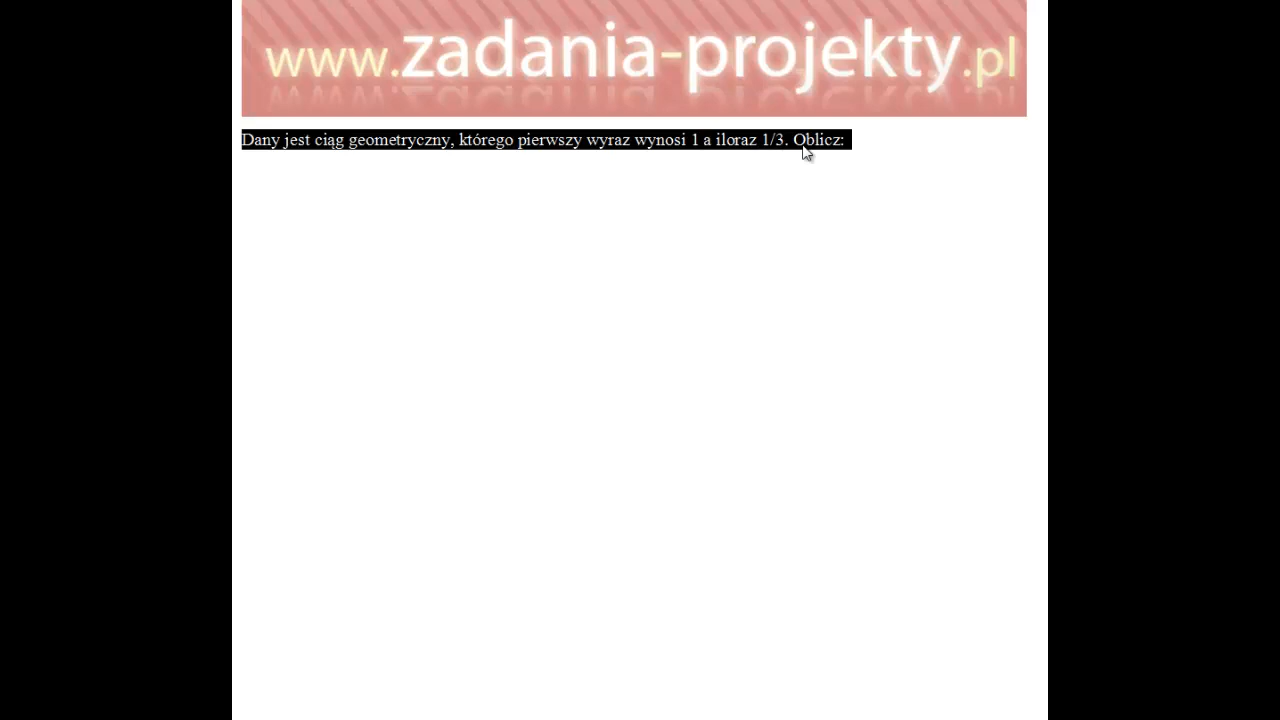 www.zadania-projekty.pl
Dany jest ciąg geometryczny, którego pierwszy wyraz wynosi 1 a iloraz 1/3. Oblicz: